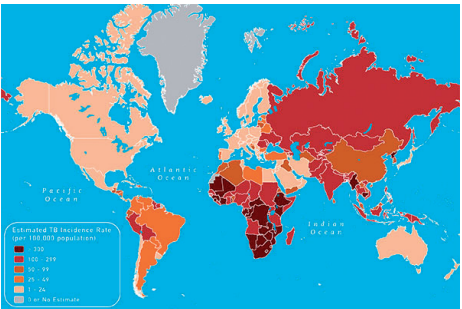 Atlantic
Ocean
Pacific
Ocean
Indian
Ocean
Estimated TB Incidence Rate
(per 100 000 population)
> 300
100 - 299
50 - 99
25 - 49
1 - 24
0 or No Estimate